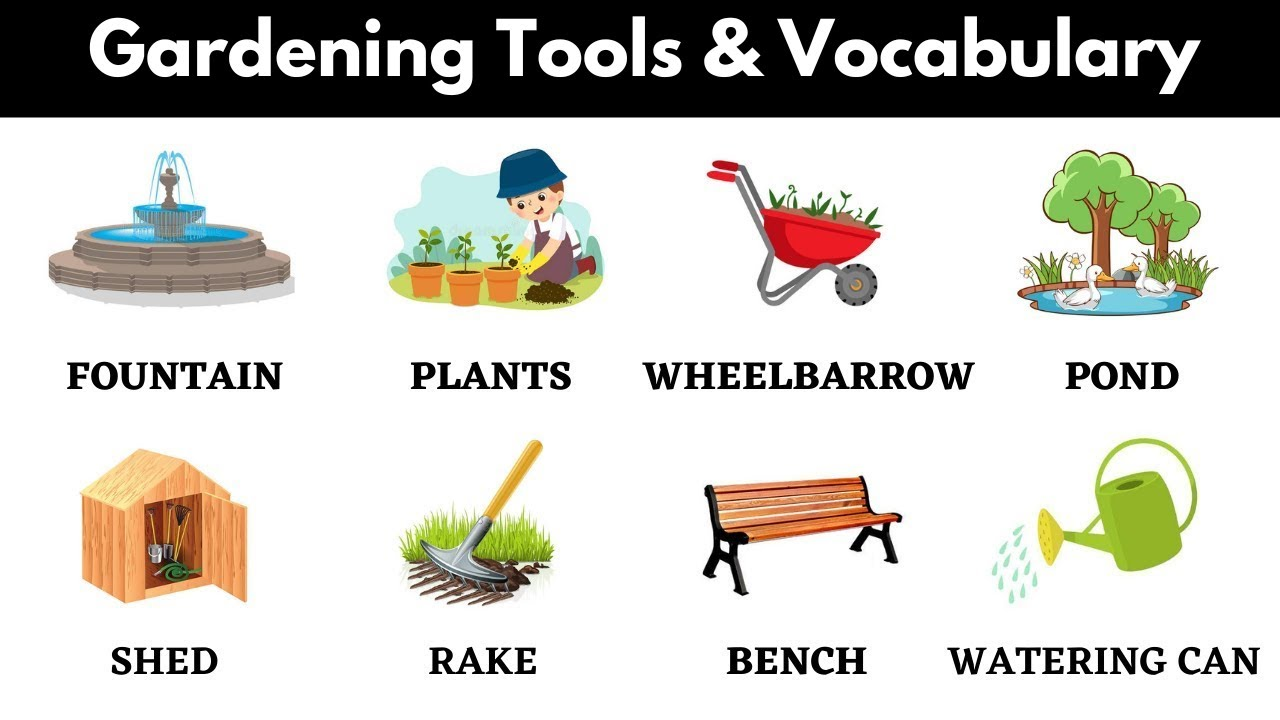 Gardening Tools & Vocabulary
FOUNTAIN
PLANTS
WHEELBARROW
POND
SHED
RAKE
BENCH
WATERING CAN